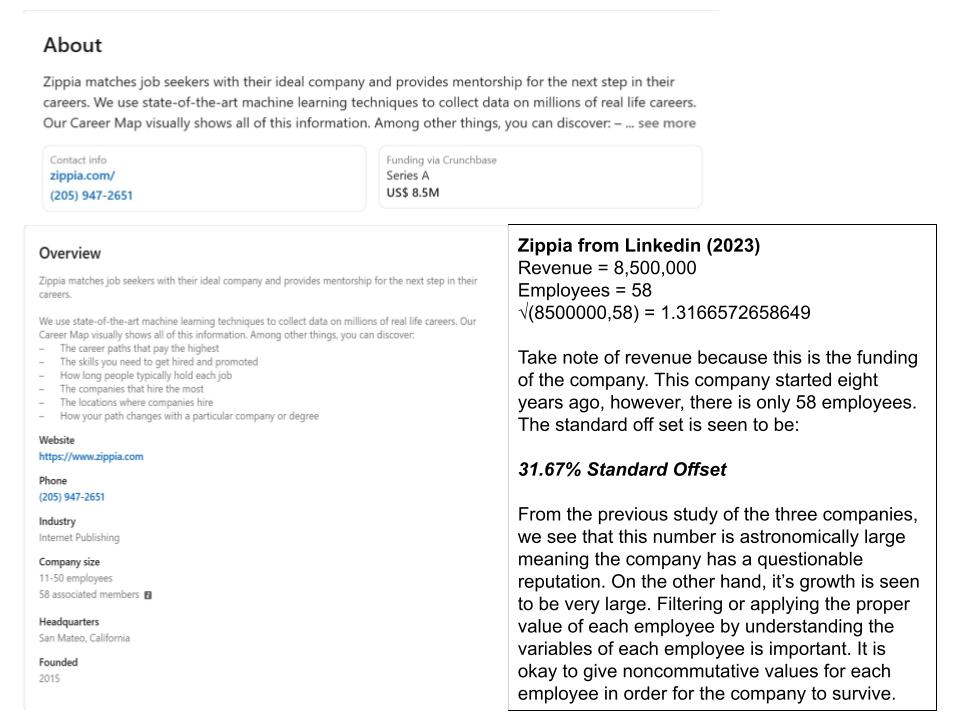 About
Zippia matches job seekers with their ideal company and provides mentorship for the next step in their
careers. We use state-of-the-art machine learning techniques to collect data on millions of real life careers.
Our Career Map visually shows all of this information. Among other things, you can discover: – ... see more
Contact info
zippia.com/
(205) 947-2651
Funding via Crunchbase
Series A
US$ 8.5M
Overview
Zippia matches job seekers with their ideal company and provides mentorship for the next step in their
careers.
We use state-of-the-art machine learning techniques to collect data on millions of real life careers. Our
Career Map visually shows all of this information. Among other things, you can discover:
– The career paths that pay the highest
– The skills you need to get hired and promoted
– How long people typically hold each job
– The companies that hire the most
– The locations where companies hire
– How your path changes with a particular company or degree
Website
https://www.zippia.com
Phone
(205) 947-2651
Industry
Internet Publishing
Company size
11-50 employees
58 associated members
Headquarters
San Mateo, California
Founded
2015
Zippia from Linkedin (2023)
Revenue = 8,500,000
Employees = 58
√(8500000,58) = 1.3166572658649
Take note of revenue because this is the funding
of the company. This company started eight
years ago, however, there is only 58 employees.
The standard off set is seen to be:
31.67% Standard Offset
From the previous study of the three companies,
we see that this number is astronomically large
meaning the company has a questionable
reputation. On the other hand, it’s growth is seen
to be very large. Filtering or applying the proper
value of each employee by understanding the
variables of each employee is important. It is
okay to give noncommutative values for each
employee in order for the company to survive.